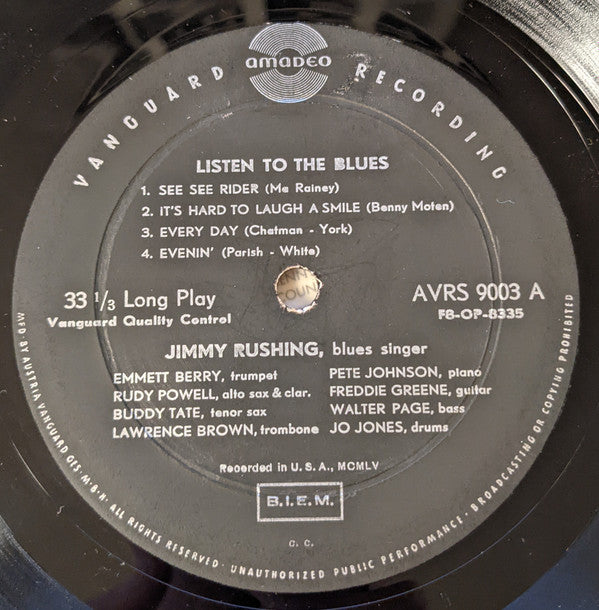 VANGUARD RECORDING
amadeo
LISTEN TO THE BLUES
1. SEE SEE RIDER (Ma Rainey)
2. IT'S HARD TO LAUGH A SMILE (Benny Moten)
3. EVERY DAY (Chatman - York)
4. EVENIN' (Parish - White)
33 1/3 Long Play
Vanguard Quality Control
AVRS 9003 A
F8-OP-8335
JIMMY RUSHING, blues singer
EMMETT BERRY, trumpet
RUDY POWELL, alto sax & clar.
BUDDY TATE, tenor sax
LAWRENCE BROWN, trombone
PETE JOHNSON, piano
FREDDIE GREENE, guitar
WALTER PAGE, bass
JO JONES, drums
Recorded in U.S.A., MCMLV
B.I.E.M.
C. C.
MFD BY AUSTRIA VANGUARD GES·M·B·H· ALL RIGHTS RESERVED· UNAUTHORIZED PUBLIC PERFORMANCE· BROADCASTING OR COPYING PROHIBITED